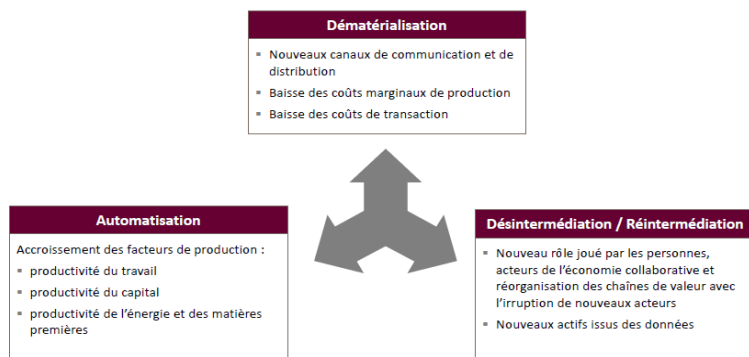 Dématérialisation
▪ Nouveaux canaux de communication et de
distribution
▪ Baisse des coûts marginaux de production
▪ Baisse des coûts de transaction
Automatisation
Accroissement des facteurs de production :
▪ productivité du travail
▪ productivité du capital
▪ productivité de l'énergie et des matières
premières
Désintermédiation / Réintermédiation
▪ Nouveau rôle joué par les personnes,
acteurs de l'économie collaborative et
réorganisation des chaînes de valeur avec
l'irruption de nouveaux acteurs
▪ Nouveaux actifs issus des données